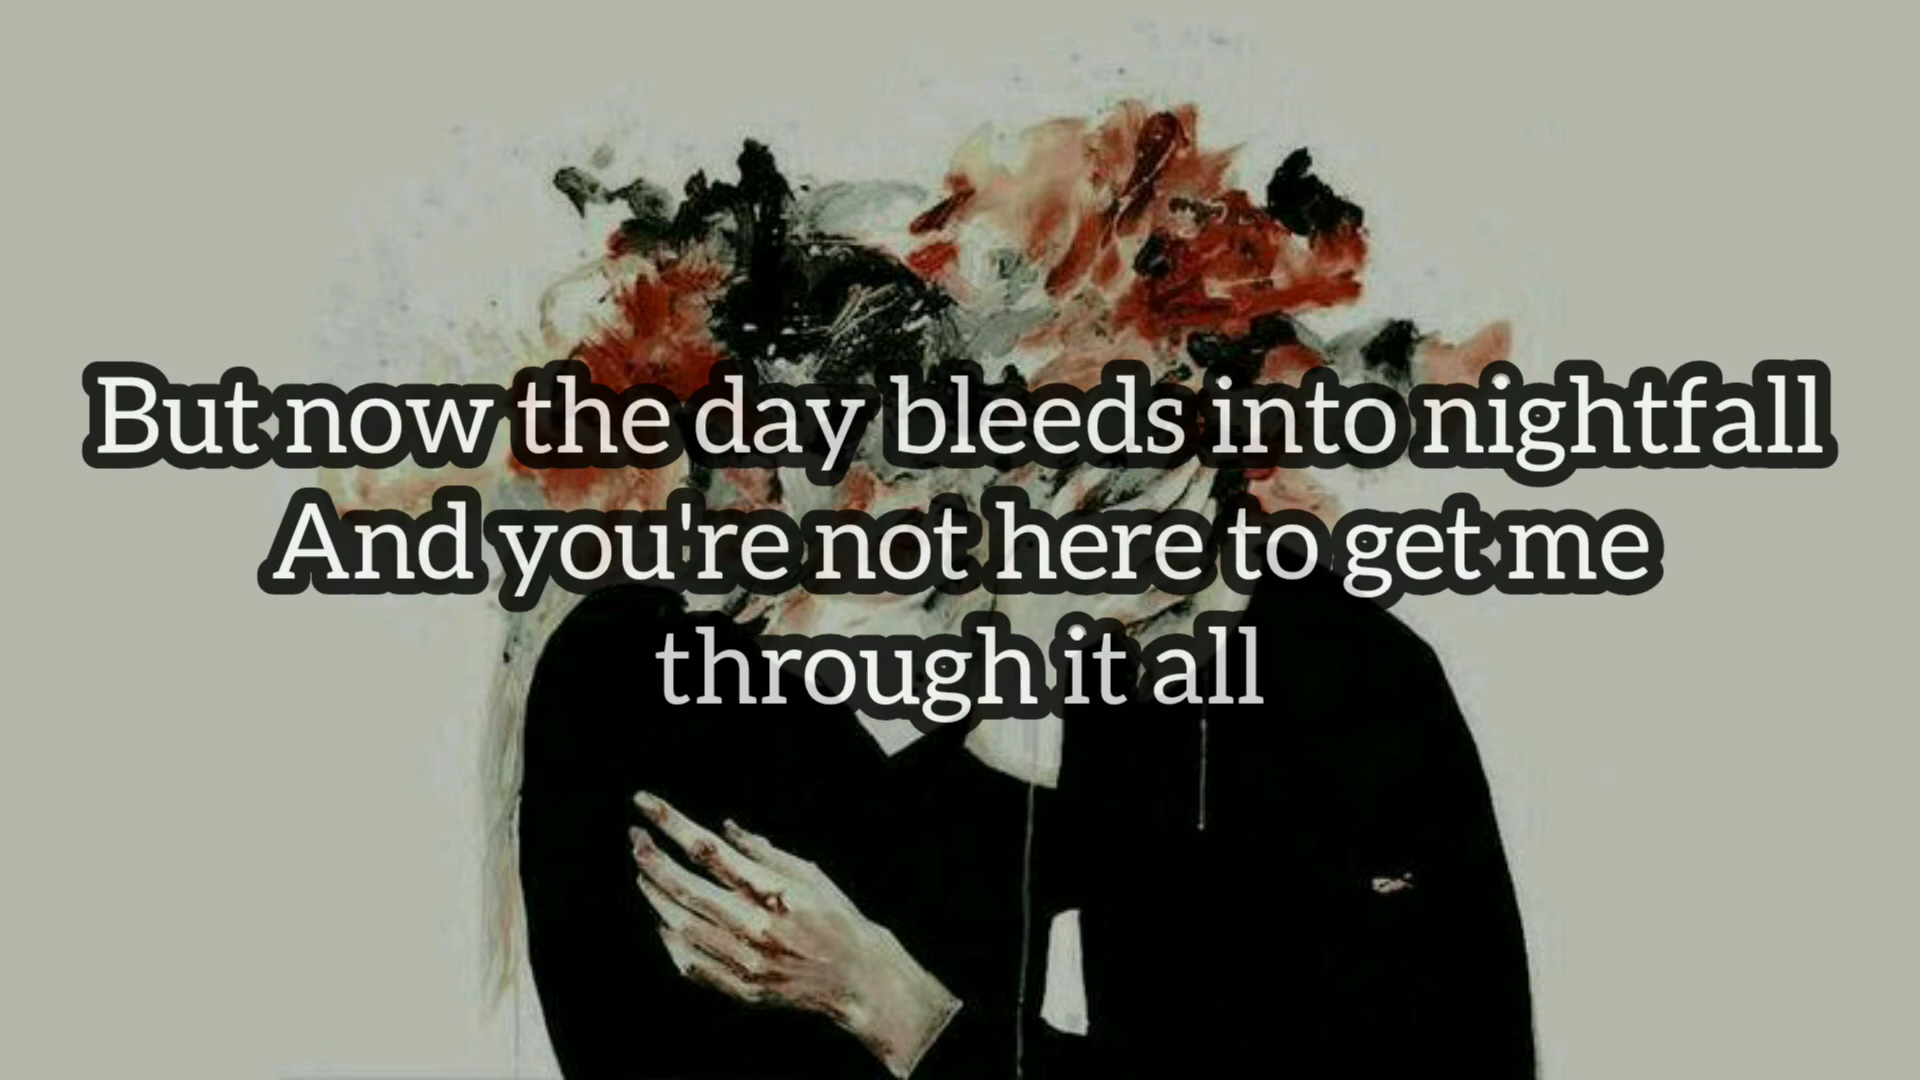 But now the day bleeds into nightfall
And you're not here to get me
through it all